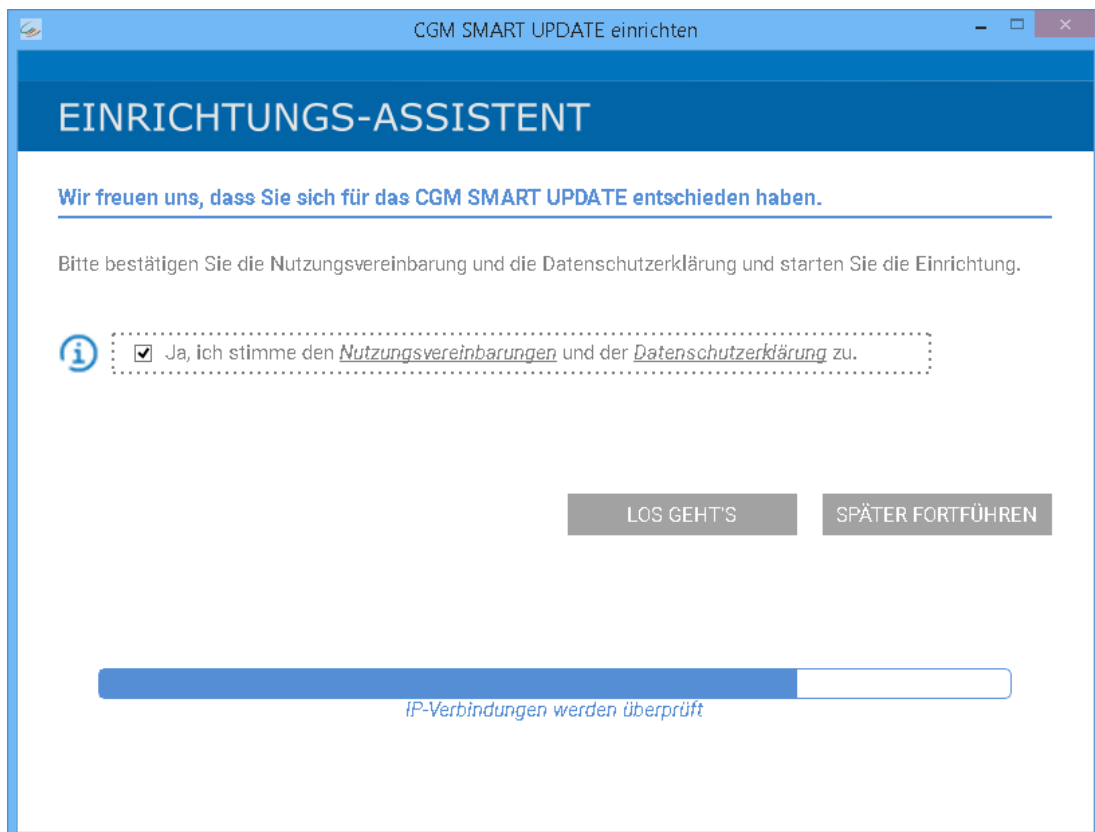 CGM SMART UPDATE einrichten
EINRICHTUNGS-ASSISTENT
Wir freuen uns, dass Sie sich für das CGM SMART UPDATE entschieden haben.
Bitte bestätigen Sie die Nutzungsvereinbarung und die Datenschutzerklärung und starten Sie die Einrichtung.
Ja, ich stimme den Nutzungsvereinbarungen und der Datenschutzerklärung zu.
LOS GEHT'S SPÄTER FORTFÜHREN
IP-Verbindungen werden überprüft